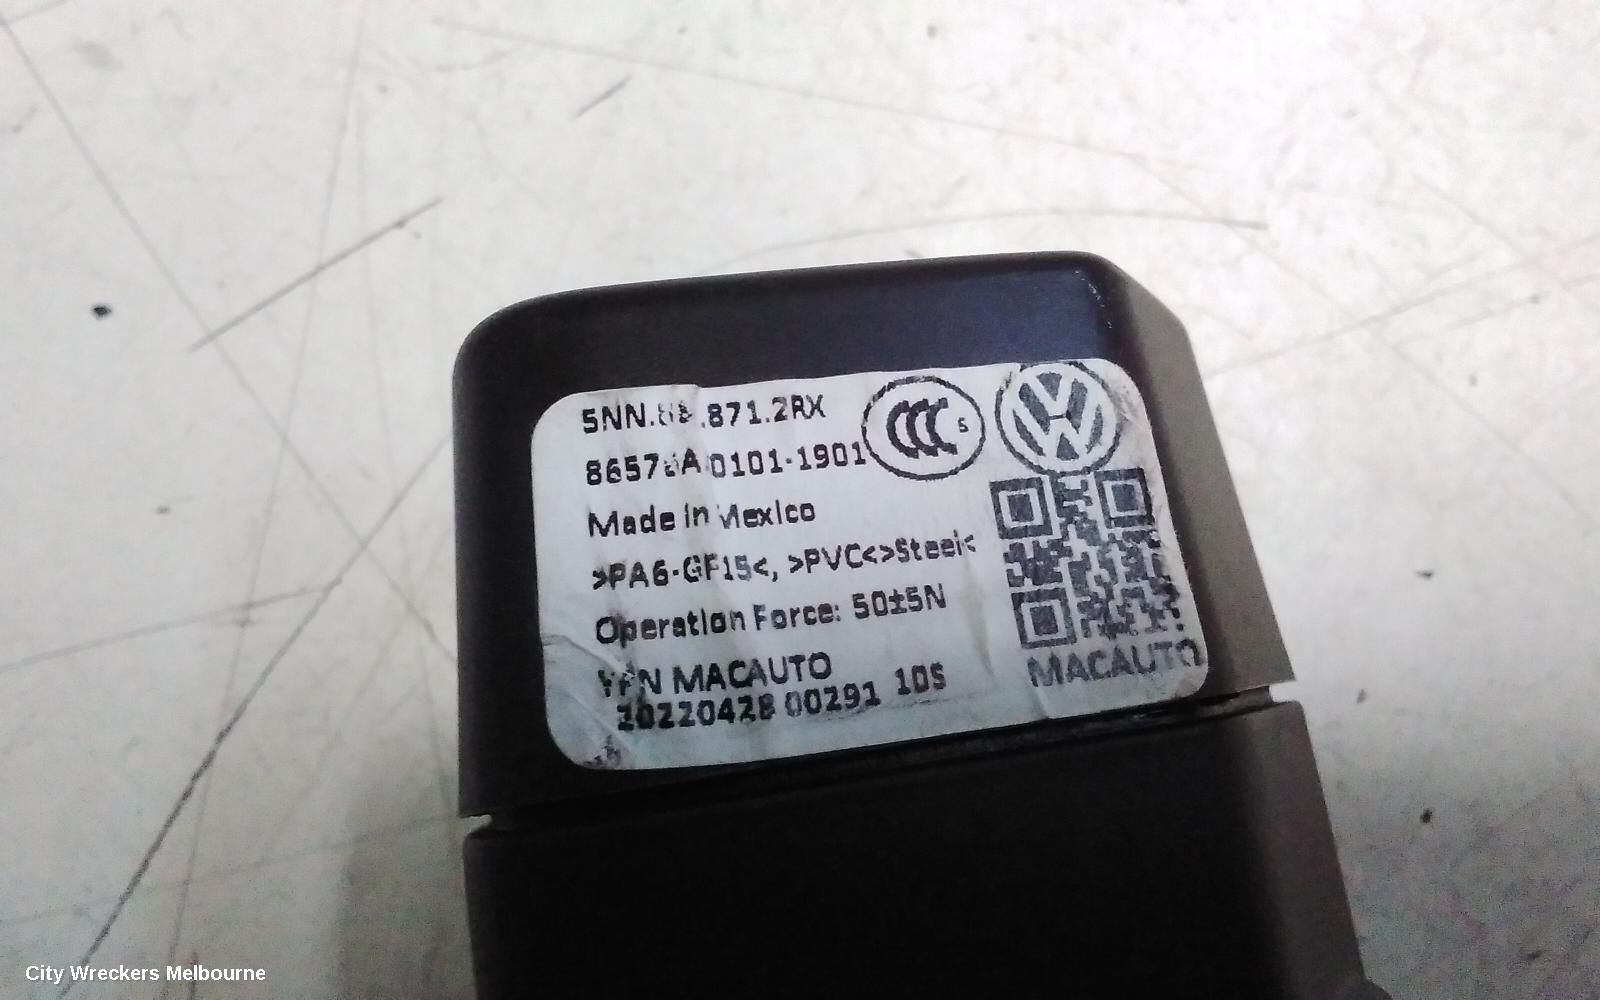 .871.2RX
0101-1901
CCC S
Made in Mexico
>PA6-GF15<, >PVC<>Steel<
Operation Force: 50±5N
MACAUTO
20220428 00291 10S
MACAUTO
City Wreckers Melbourne